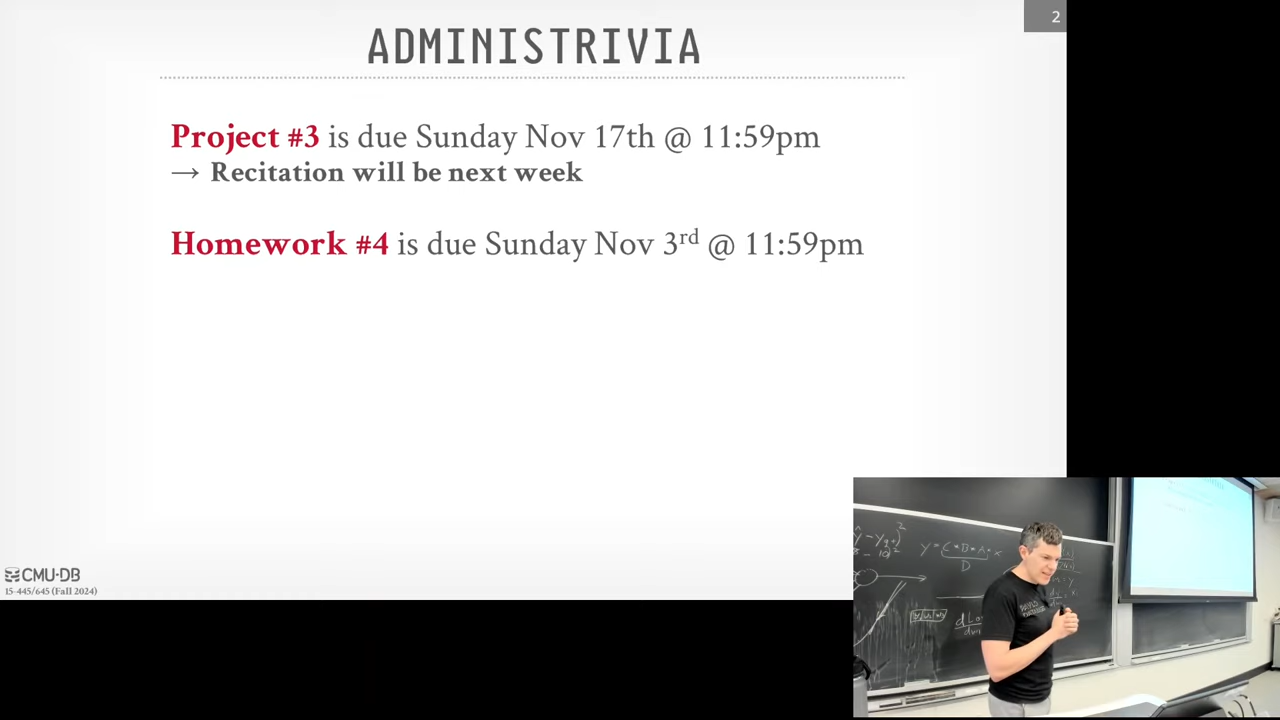 2
ADMINISTRIVIA
Project #3 is due Sunday Nov 17th @ 11:59pm
→ Recitation will be next week
Homework #4 is due Sunday Nov 3rd @ 11:59pm
CMU·DB
15-445/645 (Fall 2024)